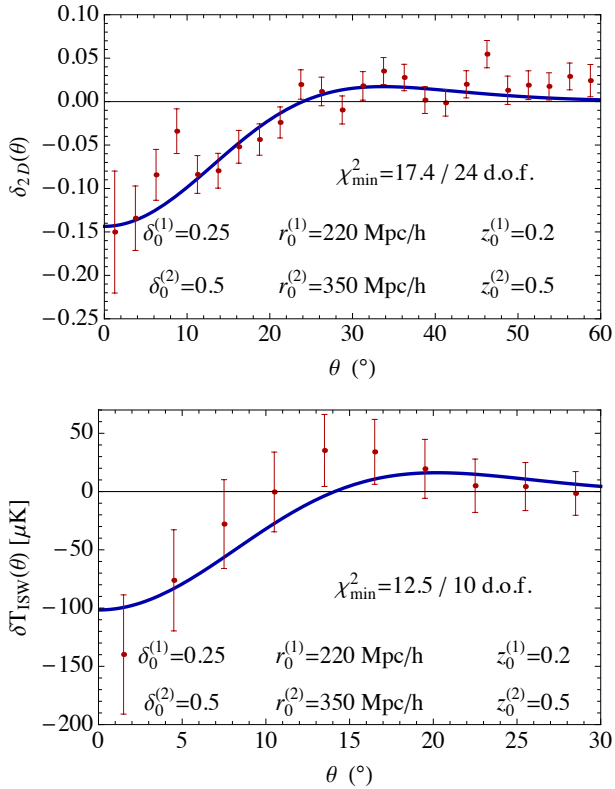 0.10
0.05
0.00
−0.05
−0.10
−0.15
−0.20
−0.25
δ2D(θ)
χ²min=17.4 / 24 d.o.f.
δ0(1)=0.25 r0(1)=220 Mpc/h z0(1)=0.2
δ0(2)=0.5 r0(2)=350 Mpc/h z0(2)=0.5
0 10 20 30 40 50 60
θ (°)
50
0
−50
−100
−150
−200
δTISW(θ) [μK]
χ²min=12.5 / 10 d.o.f.
δ0(1)=0.25 r0(1)=220 Mpc/h z0(1)=0.2
δ0(2)=0.5 r0(2)=350 Mpc/h z0(2)=0.5
0 5 10 15 20 25 30
θ (°)